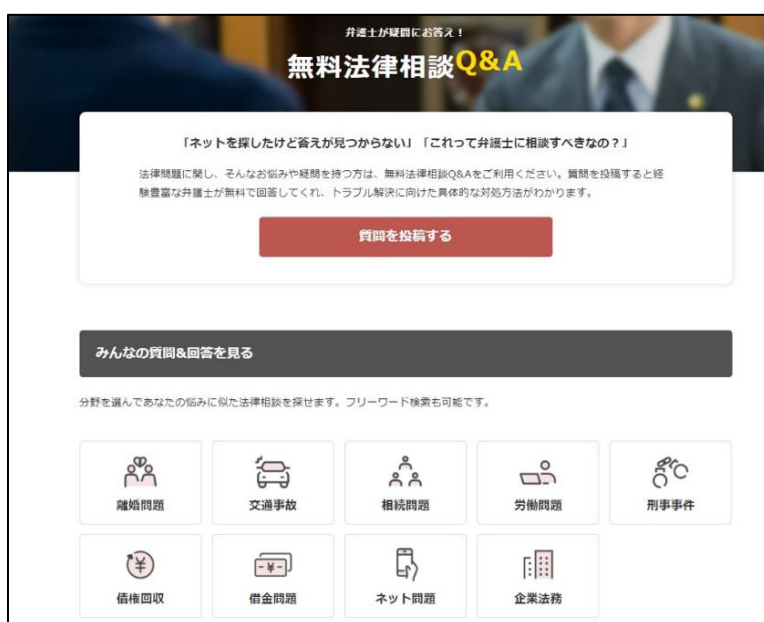 弁護士が疑問にお答え！
無料法律相談Q&A
「ネットを探したけど答えが見つからない」「これって弁護士に相談すべきなの？」
法律問題に関し、そんなお悩みや疑問を持つ方は、無料法律相談Q&Aをご利用ください。質問を投稿すると経
験豊富な弁護士が無料で回答してくれ、トラブル解決に向けた具体的な対処方法がわかります。
質問を投稿する
みんなの質問&回答を見る
分野を選んであなたの悩みに似た法律相談を探せます。フリーワード検索も可能です。
離婚問題 交通事故 相続問題 労働問題 刑事事件
債権回収 借金問題 ネット問題 企業法務